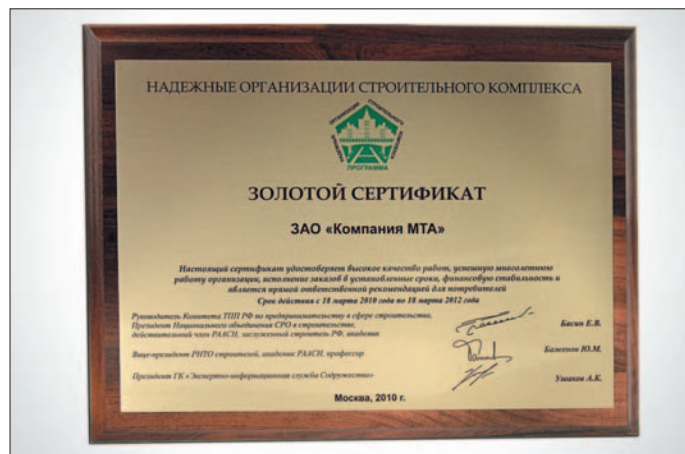 НАДЕЖНЫЕ ОРГАНИЗАЦИИ СТРОИТЕЛЬНОГО КОМПЛЕКСА
ОРГАНИЗАЦИИ СТРОИТЕЛЬНОГО
ПРОГРАММА
ЗОЛОТОЙ СЕРТИФИКАТ
ЗАО «Компания МТА»
Настоящий сертификат удостоверяет высокое качество работ, успешную многолетнюю
работу организации, исполнение заказов в установленные сроки, финансовую стабильность и
является прямой ответственной рекомендацией для потребителей
Срок действия с 18 марта 2010 года по 18 марта 2012 года
Руководитель Комитета ТПП РФ по предпринимательству в сфере строительства,
Президент Национального объединения СРО в строительстве,
действительный член РААСН, заслуженный строитель РФ, академик
Басин Е.В.
Вице-президент РНТО строителей, академик РААСН, профессор
Баженов Ю.М.
Президент ГК «Экспертно-информационная служба Содружества»
Ушаков А.К.
Москва, 2010 г.